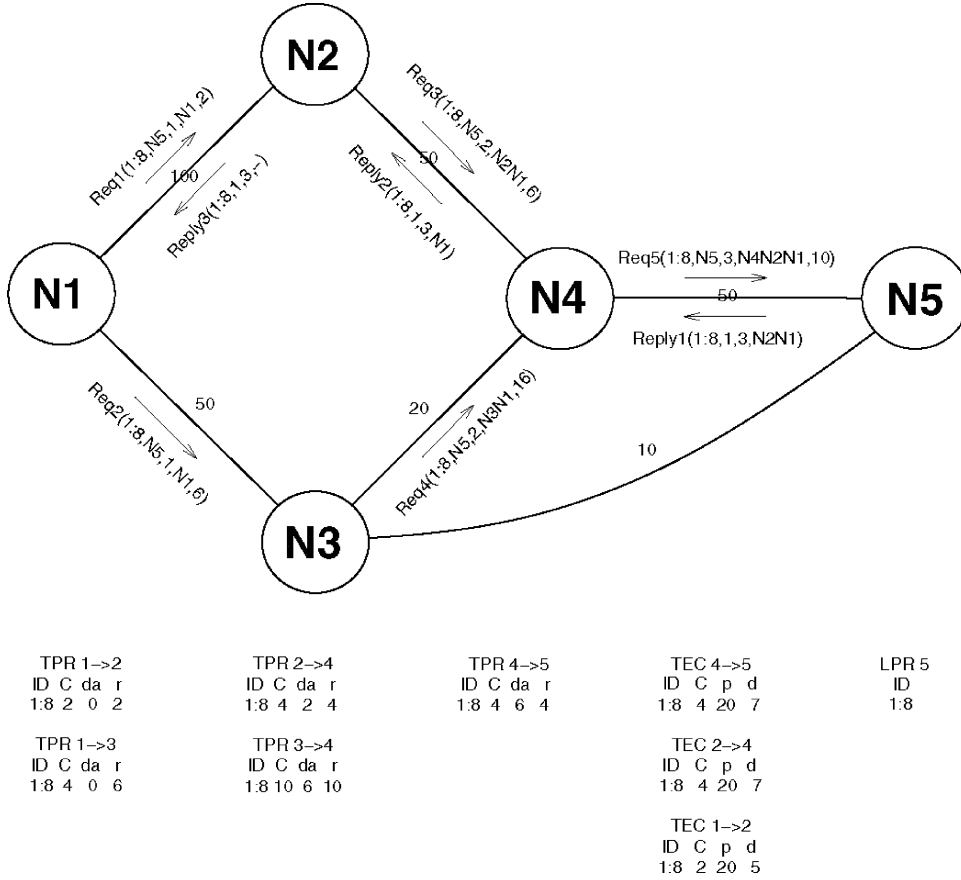 N2
Req1(1:8,N5,1,N1,2)
100
Reply3(1:8,1,3,-)
Req3(1:8,N5,2,N2N1,6)
50
Reply2(1:8,1,3,N1)
N1
N4
Req5(1:8,N5,3,N4N2N1,10)
50
Reply1(1:8,1,3,N2N1)
N5
50
Req2(1:8,N5,1,N1,6)
20
Req4(1:8,N5,2,N3N1,16)
10
N3
TPR 1->2
ID C da r
1:8 2 0 2
TPR 1->3
ID C da r
1:8 4 0 6
TPR 2->4
ID C da r
1:8 4 2 4
TPR 3->4
ID C da r
1:8 10 6 10
TPR 4->5
ID C da r
1:8 4 6 4
TEC 4->5
ID C p d
1:8 4 20 7
TEC 2->4
ID C p d
1:8 4 20 7
TEC 1->2
ID C p d
1:8 2 20 5
LPR 5
ID
1:8